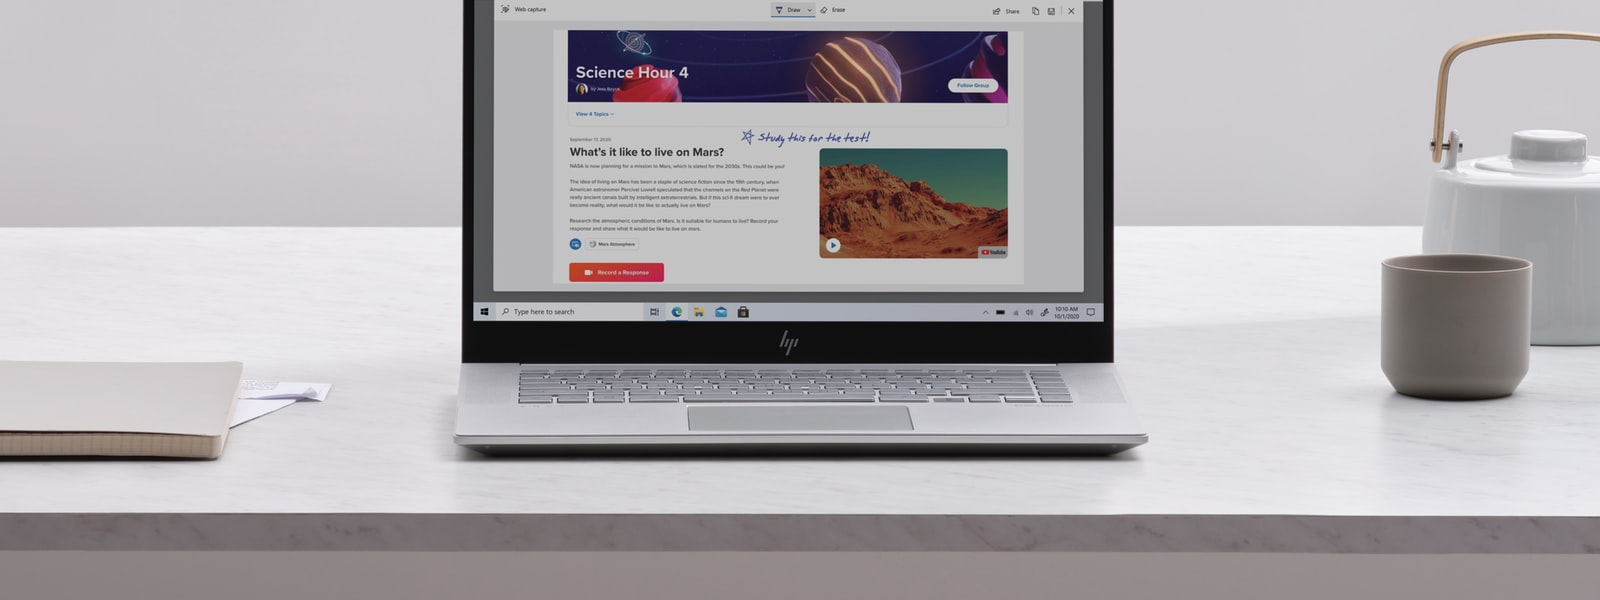 Web capture
Draw
Erase
Share
Science Hour 4
by Jess Bayuk
Follow Group
View 4 Topics
Study this for the test!
September 17, 2020
What's it like to live on Mars?
NASA is now planning for a mission to Mars, which is slated for the 2030s. This could be you!
The idea of living on Mars has been a staple of science fiction since the 19th century, when
American astronomer Percival Lowell speculated that the channels on the Red Planet were
really ancient canals built by intelligent extraterrestrials. But if this sci-fi dream were to ever
become reality, what would it be like to actually live on Mars?
Research the atmospheric conditions of Mars. Is it suitable for humans to live? Record your
response and share what it would be like to live on mars.
Mars Atmosphere
YouTube
Record a Response
Type here to search
10:10 AM
10/1/2020
hp